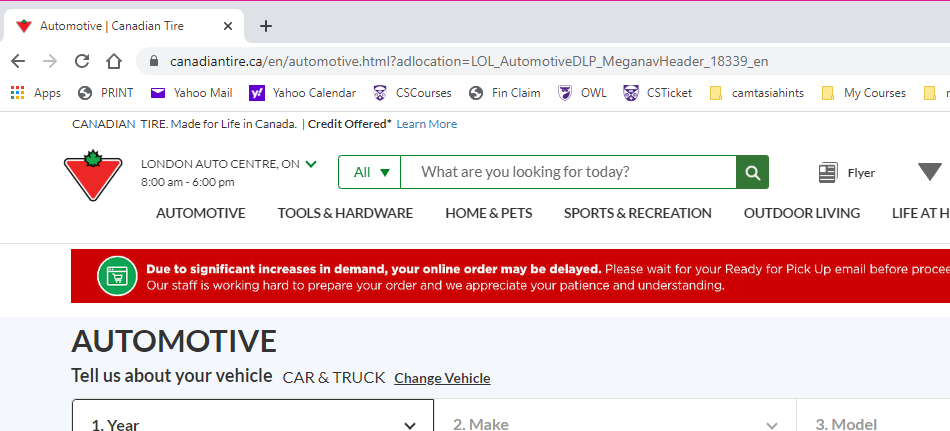 Automotive | Canadian Tire
canadiantire.ca/en/automotive.html?adlocation=LOL_AutomotiveDLP_MeganavHeader_18339_en
Apps PRINT Yahoo Mail Yahoo Calendar CSCourses Fin Claim OWL CSTicket camtasiahints My Courses
CANADIAN TIRE. Made for Life in Canada. | Credit Offered* Learn More
LONDON AUTO CENTRE, ON
8:00 am - 6:00 pm
All What are you looking for today?
Flyer
AUTOMOTIVE TOOLS & HARDWARE HOME & PETS SPORTS & RECREATION OUTDOOR LIVING LIFE AT H
Due to significant increases in demand, your online order may be delayed. Please wait for your Ready for Pick Up email before procee
Our staff is working hard to prepare your order and we appreciate your patience and understanding.
AUTOMOTIVE
Tell us about your vehicle CAR & TRUCK Change Vehicle
1. Year 2. Make 3. Model